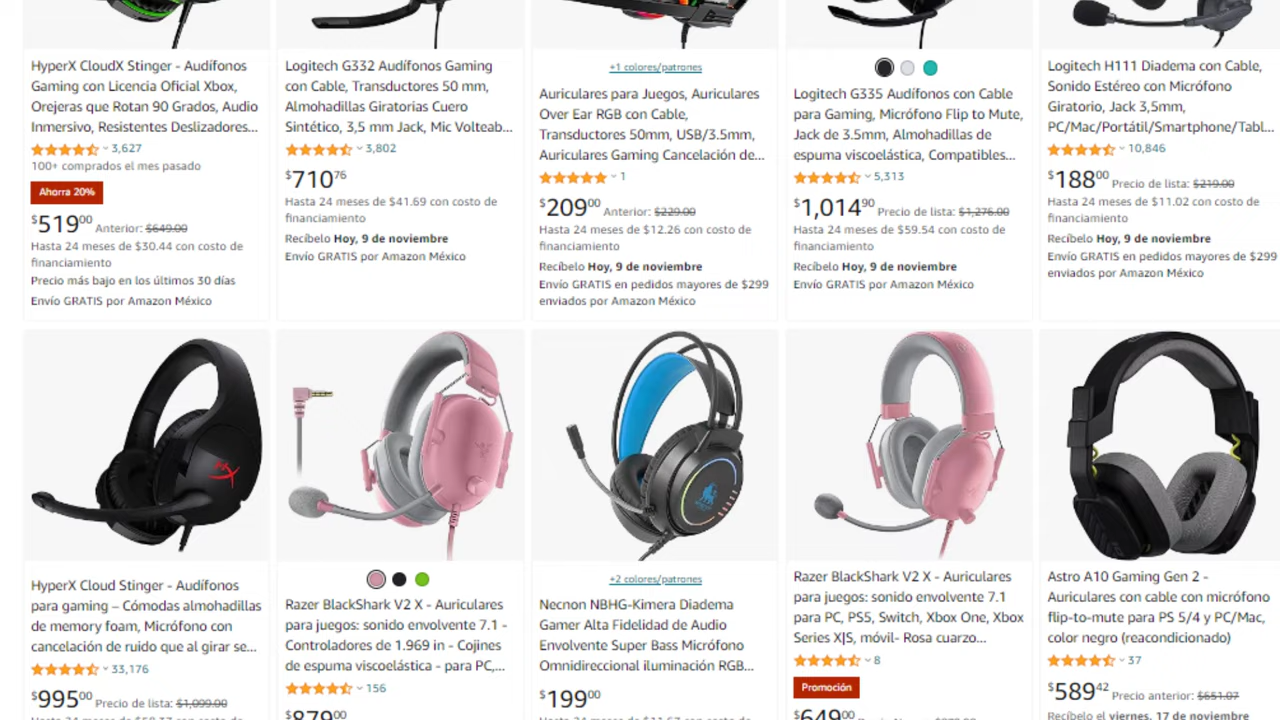 HyperX CloudX Stinger - Audífonos
Gaming con Licencia Oficial Xbox,
Orejeras que Rotan 90 Grados, Audio
Inmersivo, Resistentes Deslizadores...
3,627
100+ comprados el mes pasado
Ahorra 20%
$51900 Anterior: $649.00
Hasta 24 meses de $30.44 con costo de
financiamiento
Precio más bajo en los últimos 30 días
Envío GRATIS por Amazon México
Logitech G332 Audífonos Gaming
con Cable, Transductores 50 mm,
Almohadillas Giratorias Cuero
Sintético, 3,5 mm Jack, Mic Volteab...
3,802
$71076
Hasta 24 meses de $41.69 con costo de
financiamiento
Recíbelo Hoy, 9 de noviembre
Envío GRATIS por Amazon México
+1 colores/patrones
Auriculares para Juegos, Auriculares
Over Ear RGB con Cable,
Transductores 50mm, USB/3.5mm,
Auriculares Gaming Cancelación de...
1
$20900 Anterior: $229.00
Hasta 24 meses de $12.26 con costo de
financiamiento
Recíbelo Hoy, 9 de noviembre
Envío GRATIS en pedidos mayores de $299
enviados por Amazon México
Logitech G335 Audífonos con Cable
para Gaming, Micrófono Flip to Mute,
Jack de 3.5mm, Almohadillas de
espuma viscoelástica, Compatibles...
5,313
$1,01490 Precio de lista: $1,276.00
Hasta 24 meses de $59.54 con costo de
financiamiento
Recíbelo Hoy, 9 de noviembre
Envío GRATIS por Amazon México
Logitech H111 Diadema con Cable,
Sonido Estéreo con Micrófono
Giratorio, Jack 3,5mm,
PC/Mac/Portátil/Smartphone/Tabl...
10,846
$18800 Precio de lista: $219.00
Hasta 24 meses de $11.02 con costo de
financiamiento
Recíbelo Hoy, 9 de noviembre
Envío GRATIS en pedidos mayores de $299
enviados por Amazon México
HyperX Cloud Stinger - Audífonos
para gaming – Cómodas almohadillas
de memory foam, Micrófono con
cancelación de ruido que al girar se...
33,176
$99500 Precio de lista: $1,099.00
Razer BlackShark V2 X - Auriculares
para juegos: sonido envolvente 7.1 -
Controladores de 1.969 in - Cojines
de espuma viscoelástica - para PC,...
156
$87900
+2 colores/patrones
Necnon NBHG-Kimera Diadema
Gamer Alta Fidelidad de Audio
Envolvente Super Bass Micrófono
Omnidireccional iluminación RGB...
$19900
Razer BlackShark V2 X - Auriculares
para juegos: sonido envolvente 7.1
para PC, PS5, Switch, Xbox One, Xbox
Series X|S, móvil- Rosa cuarzo...
8
Promoción
$64900
Astro A10 Gaming Gen 2 -
Auriculares con cable con micrófono
flip-to-mute para PS 5/4 y PC/Mac,
color negro (reacondicionado)
37
$58942 Precio anterior: $651.07
Recíbelo el viernes, 17 de noviembre